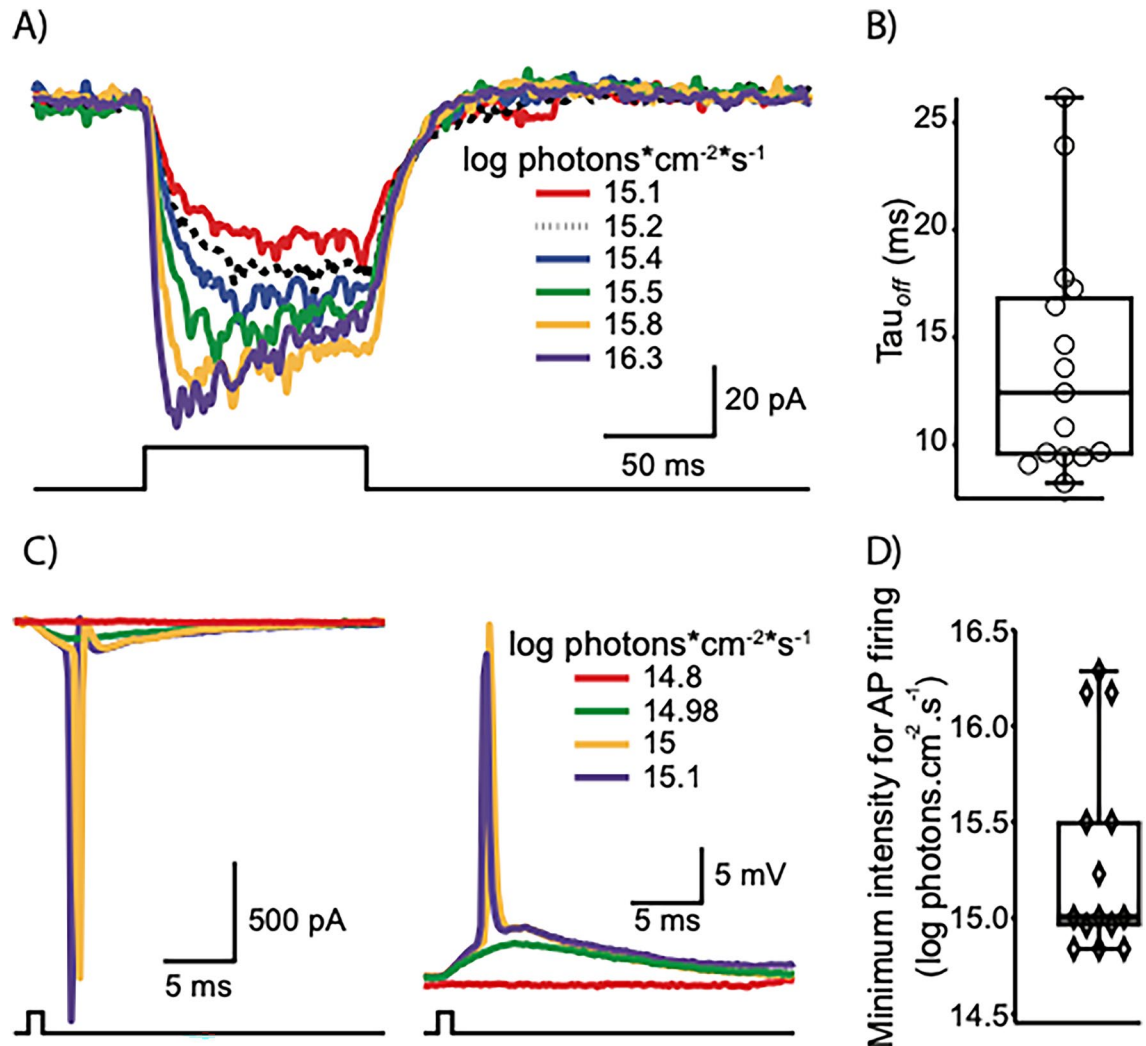 A)
log photons*cm-2*s-1
15.1
15.2
15.4
15.5
15.8
16.3
20 pA
50 ms
B)
Tauoff (ms)
25
20
15
10
C)
500 pA
5 ms
log photons*cm-2*s-1
14.8
14.98
15
15.1
5 mV
5 ms
D)
Minimum intensity for AP firing
(log photons.cm-2.s-1)
16.5
16.0
15.5
15.0
14.5